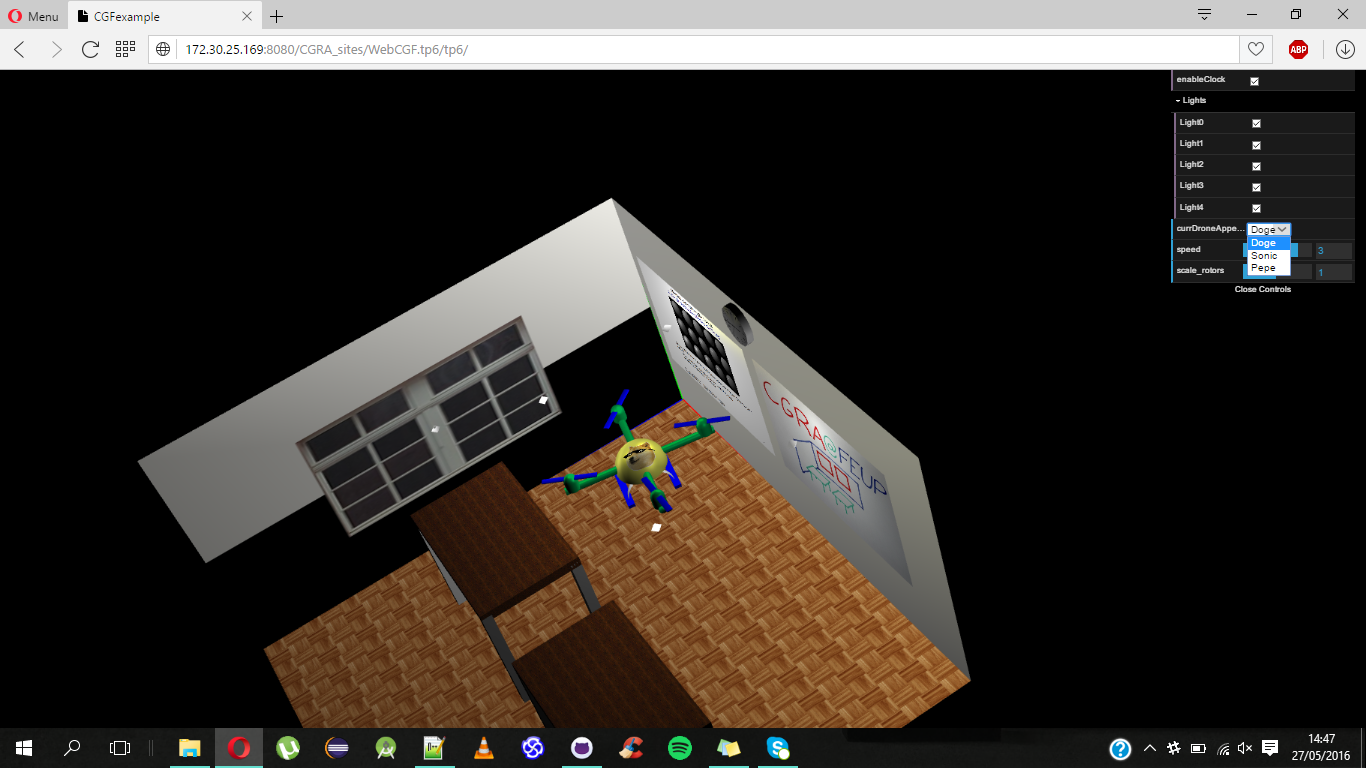 Menu
CGFexample
172.30.25.169:8080/CGRA_sites/WebCGF.tp6/tp6/
ABP
enableClock
Lights
Light0
Light1
Light2
Light3
Light4
currDroneAppe... Doge
Doge
speed 3
Sonic
Pepe
scale_rotors 1
Close Controls
CGRA@FEUP
14:47
27/05/2016